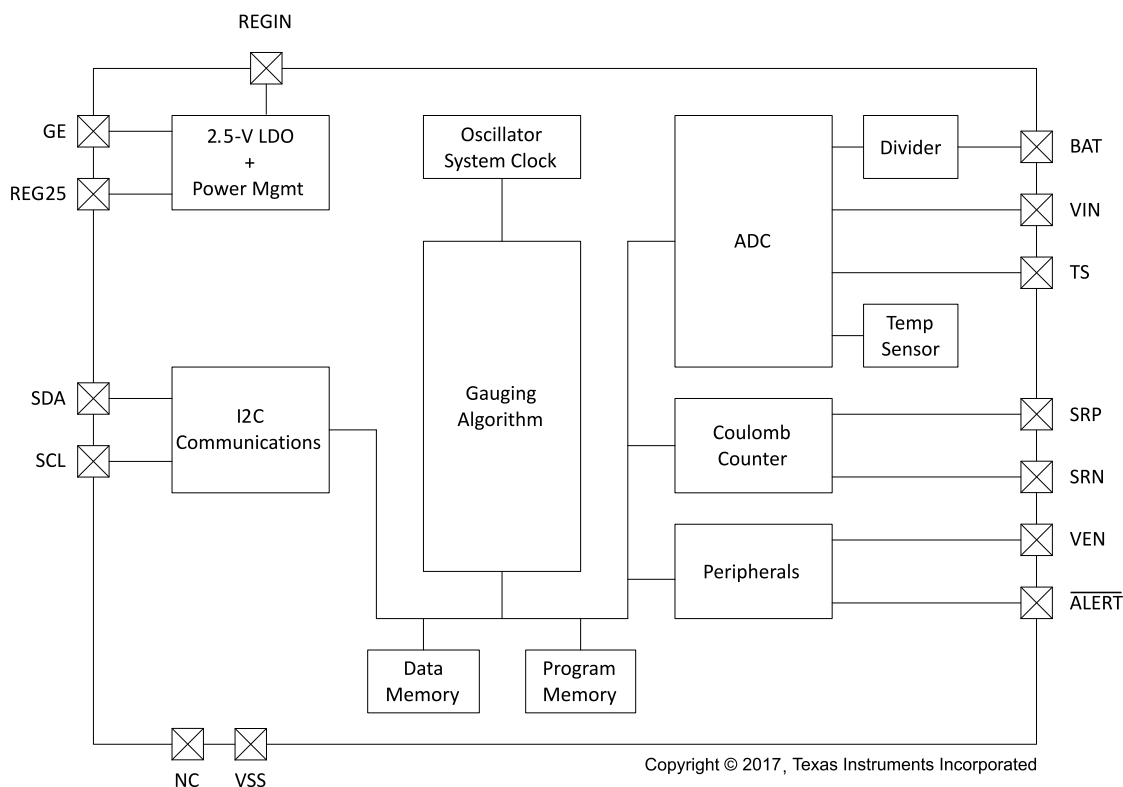 REGIN
GE
REG25
2.5-V LDO
+
Power Mgmt
Oscillator
System Clock
ADC
Divider
BAT
VIN
TS
Temp
Sensor
SDA
SCL
I2C
Communications
Gauging
Algorithm
Coulomb
Counter
SRP
SRN
Peripherals
VEN
ALERT
Data
Memory
Program
Memory
NC
VSS
Copyright © 2017, Texas Instruments Incorporated